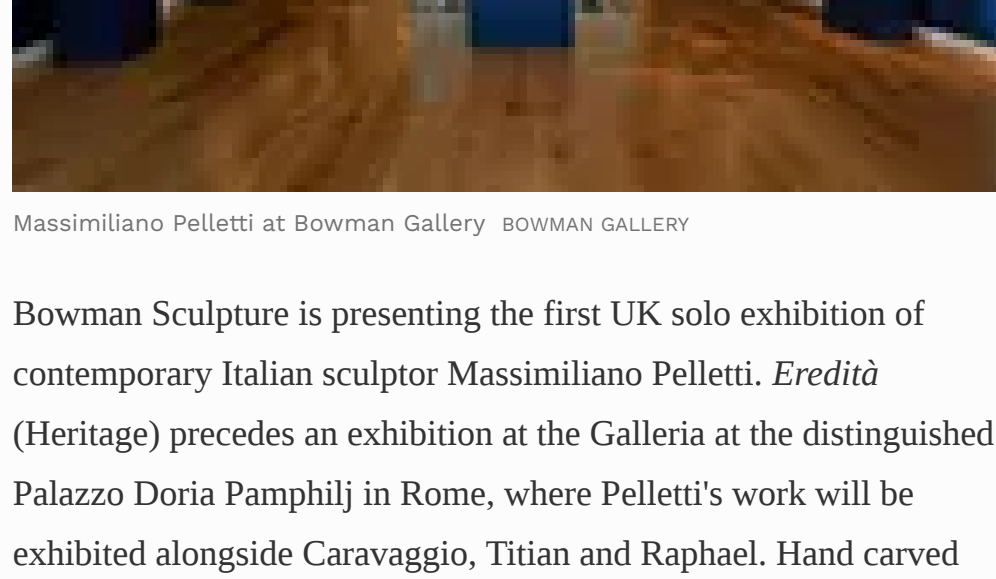 Massimiliano Pelletti at Bowman Gallery BOWMAN GALLERY
Bowman Sculpture is presenting the first UK solo exhibition of
contemporary Italian sculptor Massimiliano Pelletti. Eredità
(Heritage) precedes an exhibition at the Galleria at the distinguished
Palazzo Doria Pamphilj in Rome, where Pelletti's work will be
exhibited alongside Caravaggio, Titian and Raphael. Hand carved